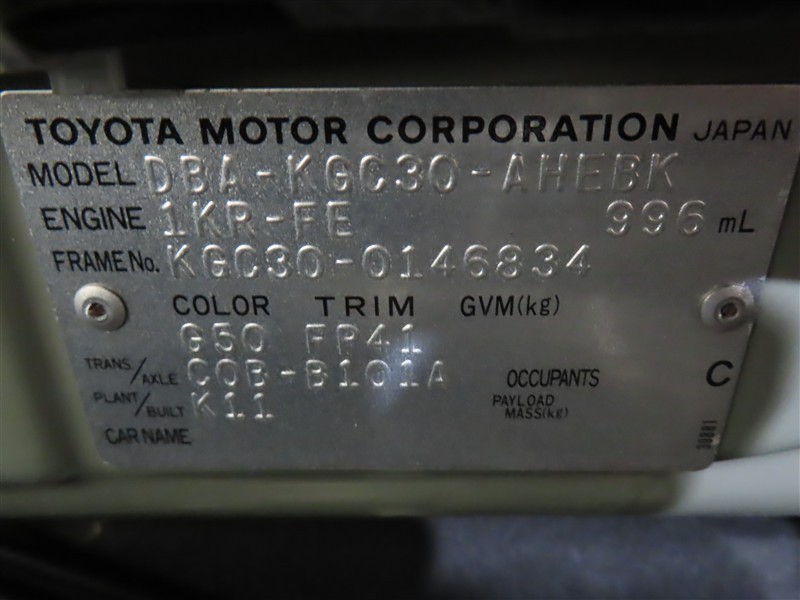 TOYOTA MOTOR CORPORATION JAPAN
MODEL DBA-KGC30-AHEBK
ENGINE 1KR-FE 996 mL
FRAME No. KGC30-0146834
COLOR TRIM GVM(kg)
G50 FP41
TRANS/AXLE C0B-B101A OCCUPANTS C
PLANT/BUILT K11 PAYLOAD MASS(kg)
CAR NAME
30881